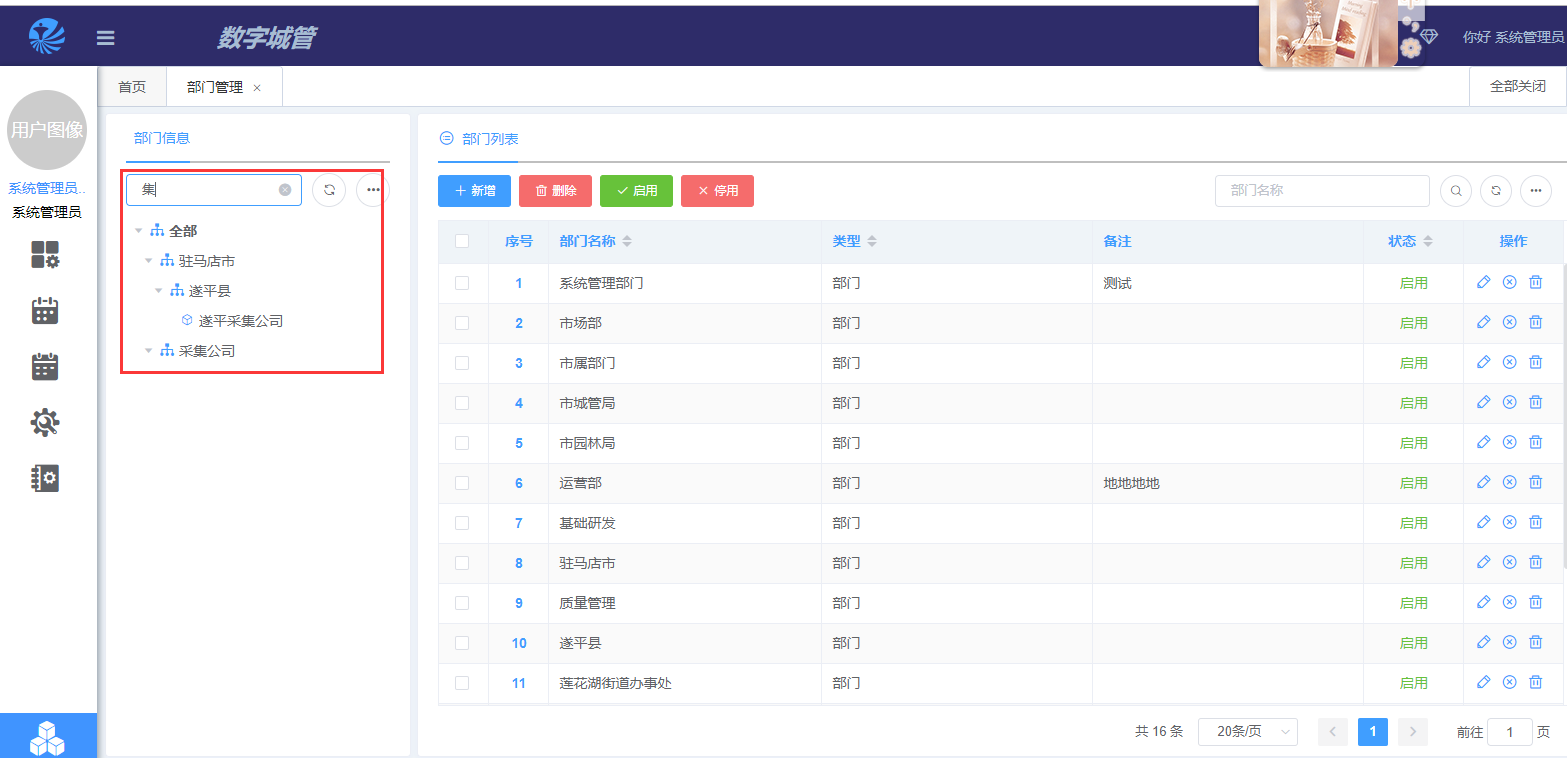 数字城管
你好 系统管理员
首页
部门管理
全部关闭
用户图像
系统管理员..
系统管理员
部门信息
集
全部
驻马店市
遂平县
遂平采集公司
采集公司
部门列表
新增 删除 启用 停用 部门名称
序号 部门名称 类型 备注 状态 操作
1 系统管理部门 部门 测试 启用
2 市场部 部门 启用
3 市属部门 部门 启用
4 市城管局 部门 启用
5 市园林局 部门 启用
6 运营部 部门 地地地地 启用
7 基础研发 部门 启用
8 驻马店市 部门 启用
9 质量管理 部门 启用
10 遂平县 部门 启用
11 莲花湖街道办事处 部门 启用
共 16 条 20条/页 1 前往 1 页